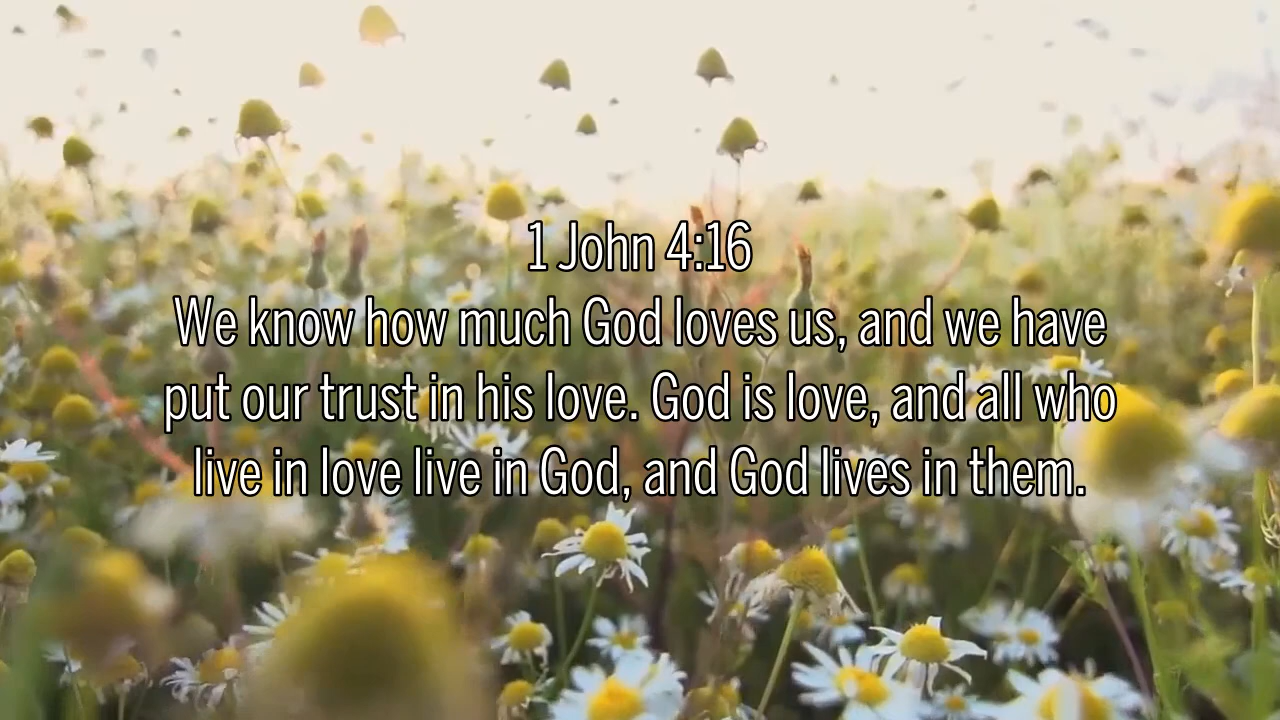 1 John 4:16
We know how much God loves us, and we have
put our trust in his love. God is love, and all who
live in love live in God, and God lives in them.